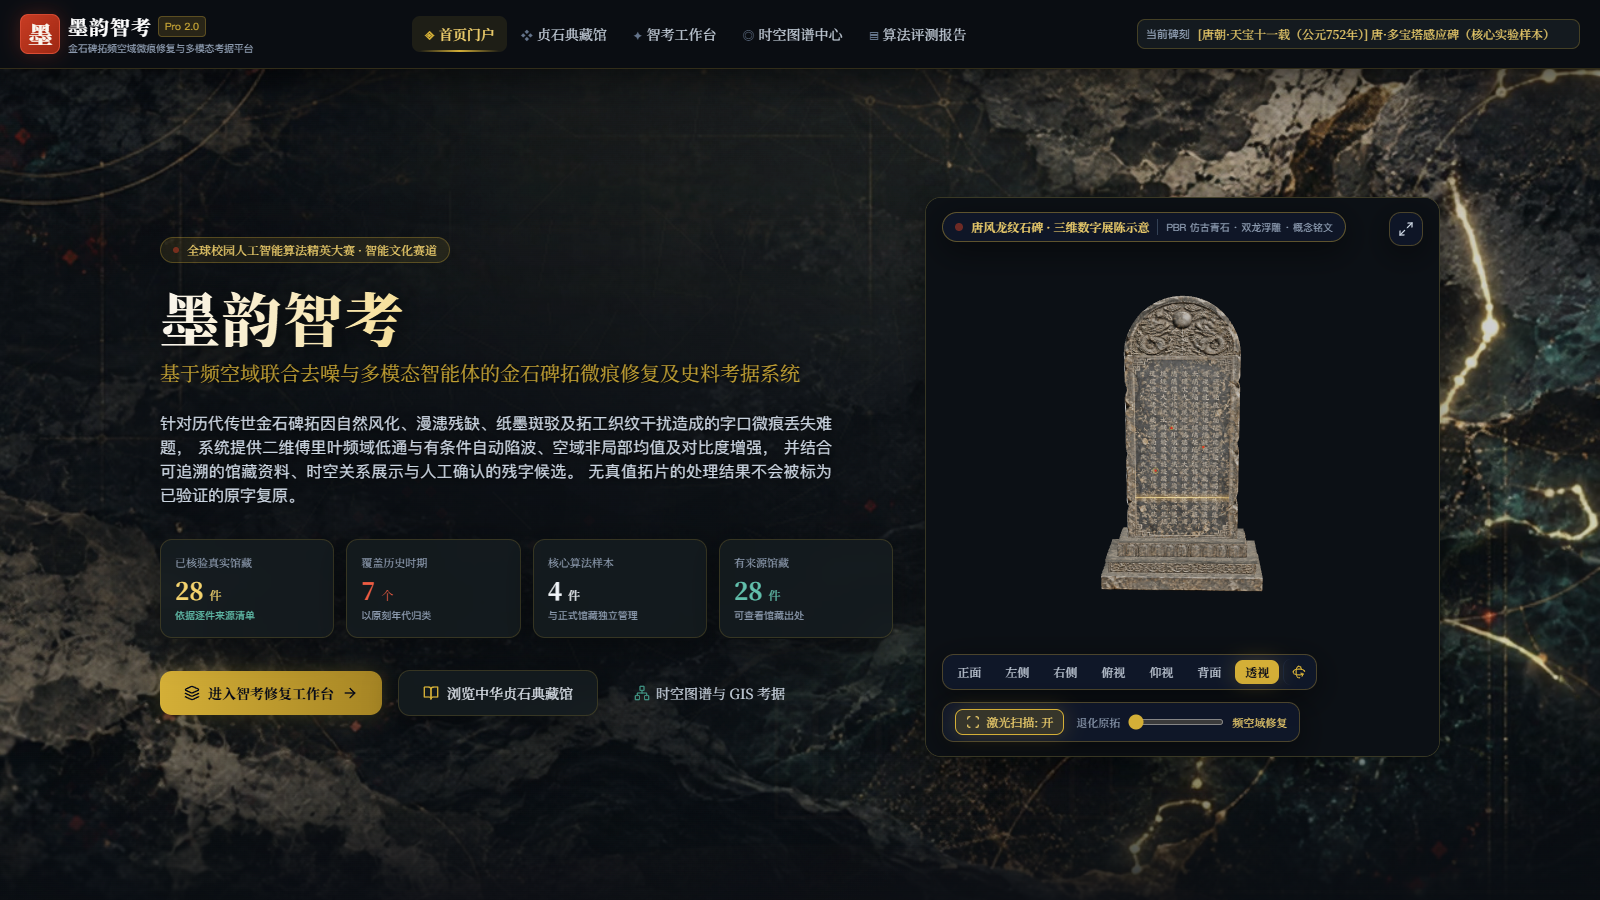 墨
墨韵智考 Pro 2.0
金石碑拓频空域微痕修复与多模态考据平台
首页门户
贞石典藏馆
智考工作台
时空图谱中心
算法评测报告
当前碑刻 [唐朝·天宝十一载（公元752年)] 唐·多宝塔感应碑（核心实验样本）
全球校园人工智能算法精英大赛 · 智能文化赛道
墨韵智考
基于频空域联合去噪与多模态智能体的金石碑拓微痕修复及史料考据系统
针对历代传世金石碑拓因自然风化、漫漶残缺、纸墨斑驳及拓工织纹干扰造成的字口微痕丢失难
题， 系统提供二维傅里叶频域低通与有条件自动陷波、空域非局部均值及对比度增强， 并结合
可追溯的馆藏资料、时空关系展示与人工确认的残字候选。 无真值拓片的处理结果不会被标为
已验证的原字复原。
已核验真实馆藏
28 件
依据逐件来源清单
覆盖历史时期
7 个
以原刻年代归类
核心算法样本
4 件
与正式馆藏独立管理
有来源馆藏
28 件
可查看馆藏出处
进入智考修复工作台
浏览中华贞石典藏馆
时空图谱与 GIS 考据
唐风龙纹石碑 · 三维数字展陈示意
PBR 仿古青石 · 双龙浮雕 · 概念铭文
正面 左侧 右侧 俯视 仰视 背面 透视
激光扫描: 开 退化原拓 频空域修复